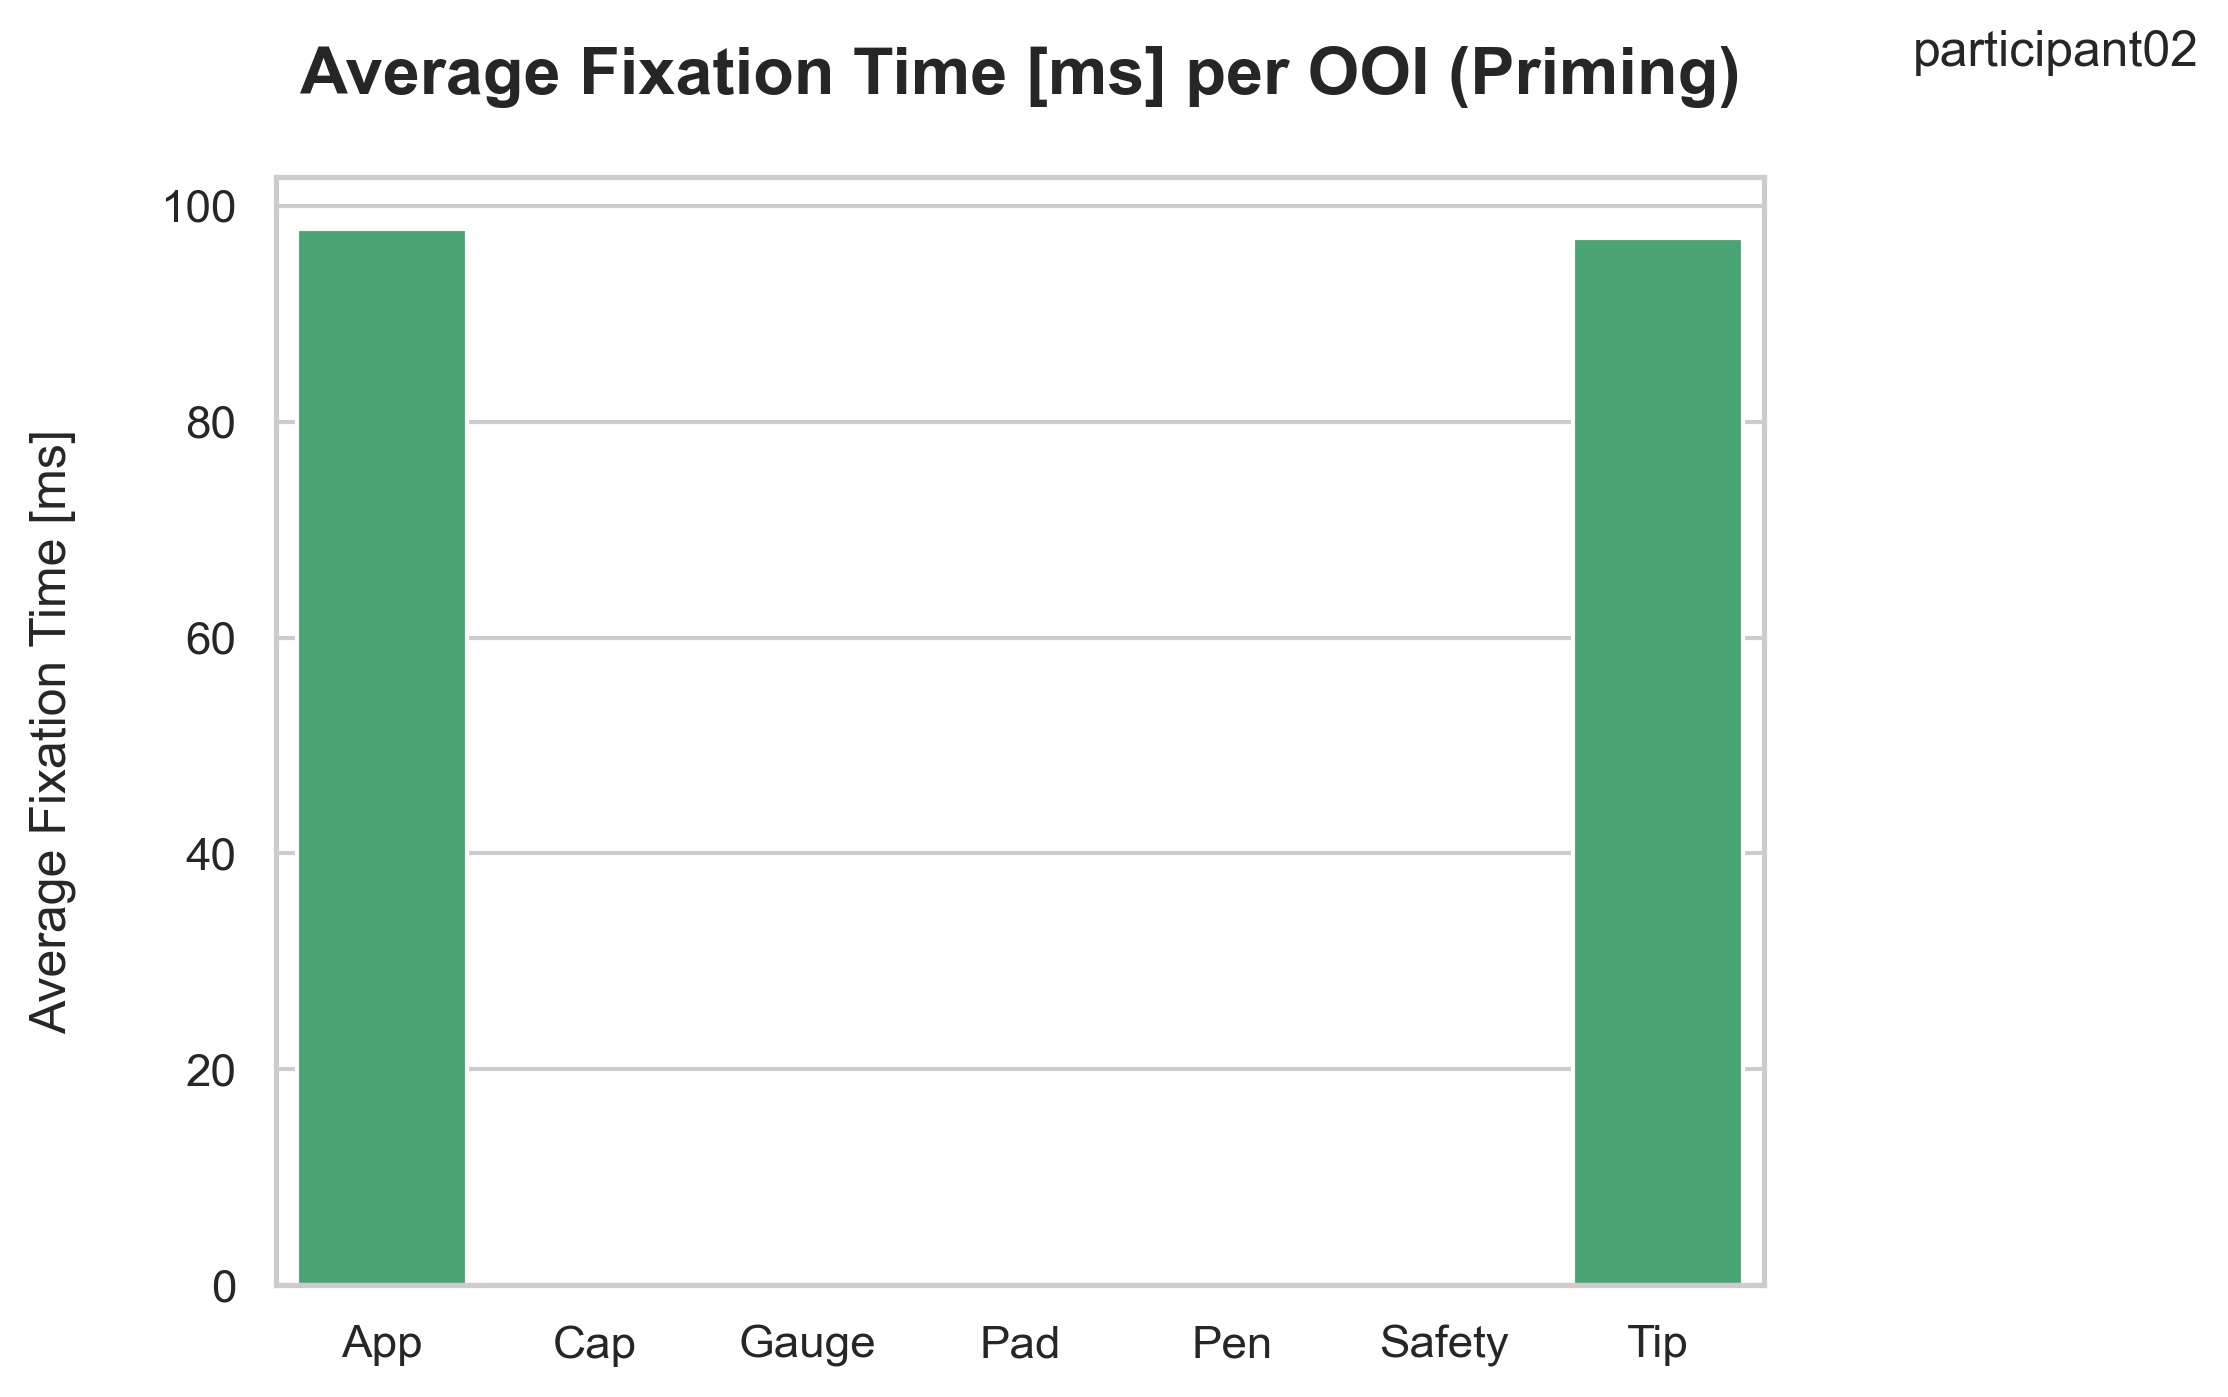 participant02
Average Fixation Time [ms] per OOI (Priming)
Average Fixation Time [ms]
100
80
60
40
20
0
App Cap Gauge Pad Pen Safety Tip